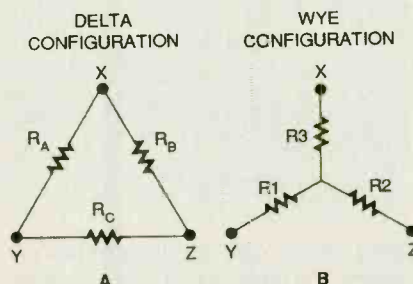 DELTA
CONFIGURATION
X
R_A
R_B
R_C
Y
Z
A
WYE
CCNFIGURATION
X
R3
R1
R2
Y
Z
B